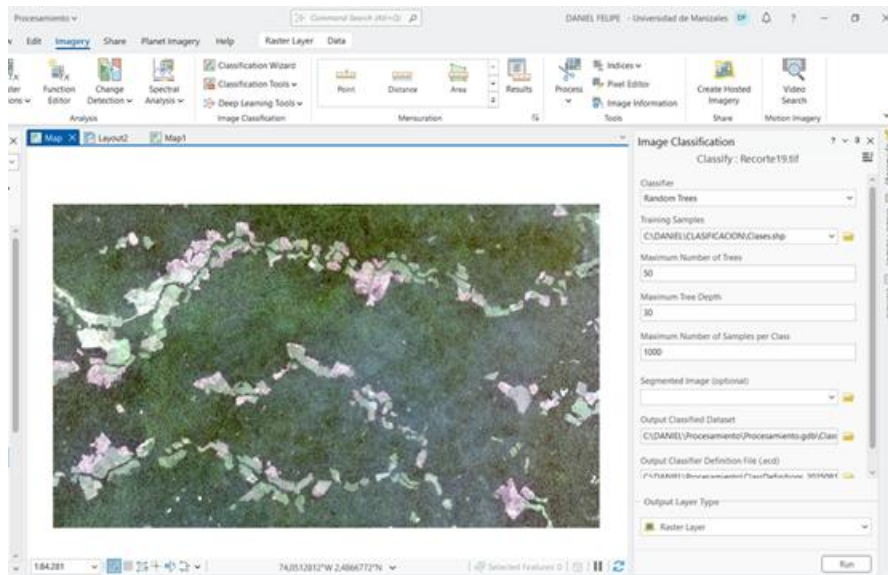 Procesamiento
Command Search (Alt+Q)
DANIEL FELIPE - Universidad de Manizales
DF
?
Edit
Imagery
Share
Planet Imagery
Help
Raster Layer
Data
Function Editor
Change Detection
Spectral Analysis
Classification Wizard
Classification Tools
Deep Learning Tools
Point
Distance
Area
Results
Process
Indices
Pixel Editor
Image Information
Create Hosted Imagery
Video Search
Analysis
Image Classification
Mensuration
Tools
Share
Motion Imagery
Map
Layout2
Map1
Image Classification
?
Classify : Recorte19.tif
Classifier
Random Trees
Training Samples
C:\DANIEL\CLASIFICACION\Clases.shp
Maximum Number of Trees
50
Maximum Tree Depth
30
Maximum Number of Samples per Class
1000
Segmented Image (optional)
Output Classified Dataset
C:\DANIEL\Procesamiento\Procesamiento.gdb\Clas
Output Classifier Definition File (.ecd)
Output Layer Type
Raster Layer
Run
1:84.281
74,0512812°W 2,4866772°N
Selected Features: 0